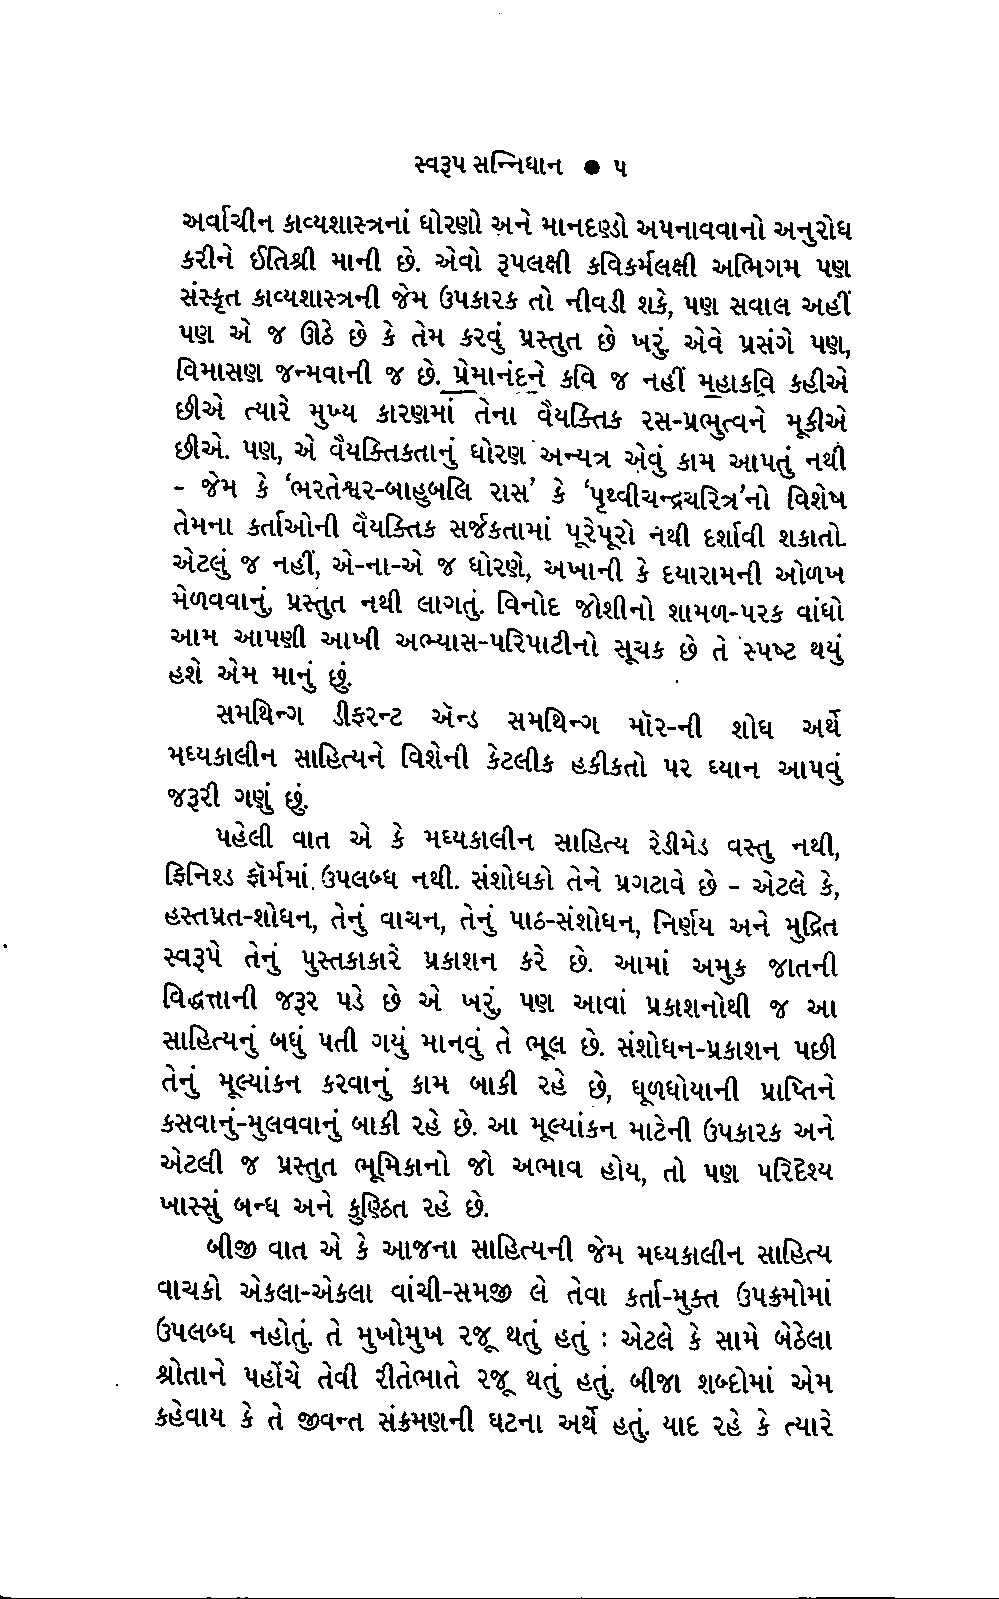 સ્વરૂપ સન્નિધાન ● ૫
અર્વાચીન કાવ્યશાસ્ત્રનાં ધોરણો અને માનદણ્ડો અપનાવવાનો અનુરોધ
કરીને ઈતિશ્રી માની છે. એવો રૂપલક્ષી કવિકર્મલક્ષી અભિગમ પણ
સંસ્કૃત કાવ્યશાસ્ત્રની જેમ ઉપકારક તો નીવડી શકે, પણ સવાલ અહીં
પણ એ જ ઊઠે છે કે તેમ કરવું પ્રસ્તુત છે ખરું. એવે પ્રસંગે પણ,
વિમાસણ જન્મવાની જ છે. પ્રેમાનંદને કવિ જ નહીં મહાકવિ કહીએ
છીએ ત્યારે મુખ્ય કારણમાં તેના વૈયક્તિક રસ-પ્રભુત્વને મૂકીએ
છીએ. પણ, એ વૈયક્તિકતાનું ધોરણ અન્યત્ર એવું કામ આપતું નથી
- જેમ કે ‘ભરતેશ્વર-બાહુબલિ રાસ’ કે ‘પૃથ્વીચન્દ્રચરિત્ર’નો વિશેષ
તેમના કર્તાઓની વૈયક્તિક સર્જકતામાં પૂરેપૂરો નથી દર્શાવી શકાતો.
એટલું જ નહીં, એ-ના-એ જ ધોરણે, અખાની કે દયારામની ઓળખ
મેળવવાનું, પ્રસ્તુત નથી લાગતું. વિનોદ જોશીનો શામળ-પરક વાંધો
આમ આપણી આખી અભ્યાસ-પરિપાટીનો સૂચક છે તે સ્પષ્ટ થયું
હશે એમ માનું છું.
સમથિન્ગ ડીફરન્ટ ઍન્ડ સમથિન્ગ મૉર-ની શોધ અર્થે
મધ્યકાલીન સાહિત્યને વિશેની કેટલીક હકીકતો પર ધ્યાન આપવું
જરૂરી ગણું છું.
પહેલી વાત એ કે મધ્યકાલીન સાહિત્ય રેડીમેડ વસ્તુ નથી,
ફિનિશ્ડ ફૉર્મમાં ઉપલબ્ધ નથી. સંશોધકો તેને પ્રગટાવે છે - એટલે કે,
હસ્તપ્રત-શોધન, તેનું વાચન, તેનું પાઠ-સંશોધન, નિર્ણય અને મુદ્રિત
સ્વરૂપે તેનું પુસ્તકાકારે પ્રકાશન કરે છે. આમાં અમુક જાતની
વિદ્વત્તાની જરૂર પડે છે એ ખરું, પણ આવાં પ્રકાશનોથી જ આ
સાહિત્યનું બધું પતી ગયું માનવું તે ભૂલ છે. સંશોધન-પ્રકાશન પછી
તેનું મૂલ્યાંકન કરવાનું કામ બાકી રહે છે, ધૂળધોયાની પ્રાપ્તિને
કસવાનું-મુલવવાનું બાકી રહે છે. આ મૂલ્યાંકન માટેની ઉપકારક અને
એટલી જ પ્રસ્તુત ભૂમિકાનો જો અભાવ હોય, તો પણ પરિદૃશ્ય
ખાસ્સું બન્ધ અને કુણ્ઠિત રહે છે.
બીજી વાત એ કે આજના સાહિત્યની જેમ મધ્યકાલીન સાહિત્ય
વાચકો એકલા-એકલા વાંચી-સમજી લે તેવા કર્તા-મુક્ત ઉપક્રમોમાં
ઉપલબ્ધ નહોતું. તે મુખોમુખ રજૂ થતું હતું : એટલે કે સામે બેઠેલા
શ્રોતાને પહોંચે તેવી રીતેભાતે રજૂ થતું હતું. બીજા શબ્દોમાં એમ
કહેવાય કે તે જીવન્ત સંક્રમણની ઘટના અર્થે હતું. યાદ રહે કે ત્યારે